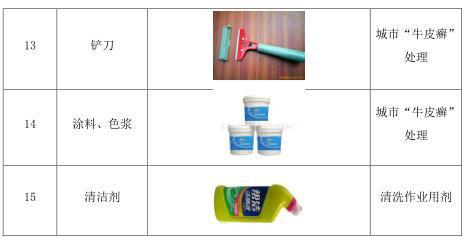 13
铲刀
城市“牛皮癣”
处理
14
涂料、色浆
城市“牛皮癣”
处理
15
清洁剂
清洗作业用剂